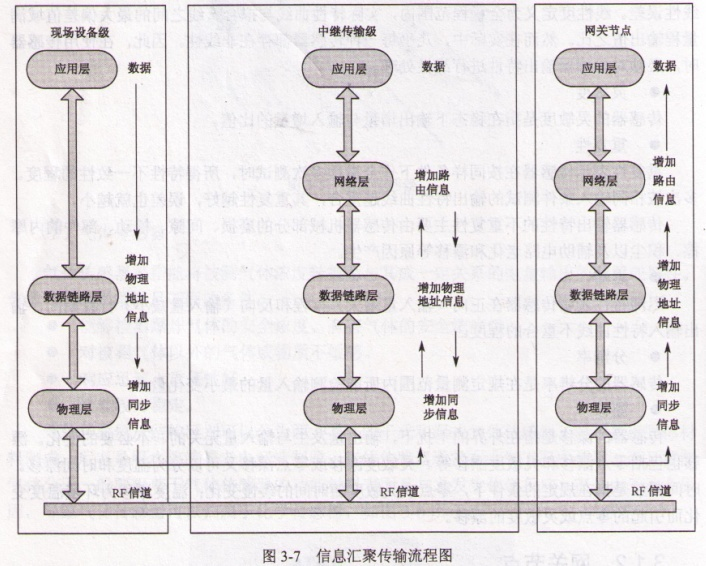 现场设备级
应用层
数据
增加
物理
地址
信息
数据链路层
增加
同步
信息
物理层
RF信道
中继传输级
应用层
数据
网络层
增加路
由信息
数据链路层
增加物理
地址信息
物理层
增加同
步信息
RF信道
网关节点
应用层
数据
增加
路由
信息
网络层
增加
物理
地址
信息
数据链路层
增加
同步
信息
物理层
RF信道
图 3-7 信息汇聚传输流程图